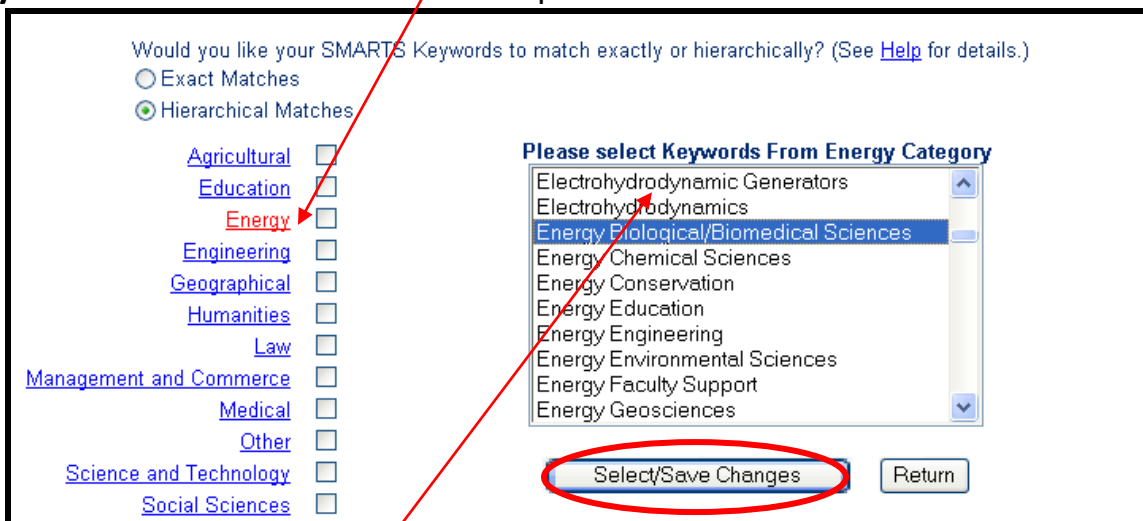 Would you like your SMARTS Keywords to match exactly or hierarchically? (See Help for details.)
Exact Matches
Hierarchical Matches
Agricultural
Education
Energy
Engineering
Geographical
Humanities
Law
Management and Commerce
Medical
Other
Science and Technology
Social Sciences
Please select Keywords From Energy Category
Electrohydrodynamic Generators
Electrohydrodynamics
Energy Biological/Biomedical Sciences
Energy Chemical Sciences
Energy Conservation
Energy Education
Energy Engineering
Energy Environmental Sciences
Energy Faculty Support
Energy Geosciences
Select/Save Changes
Return